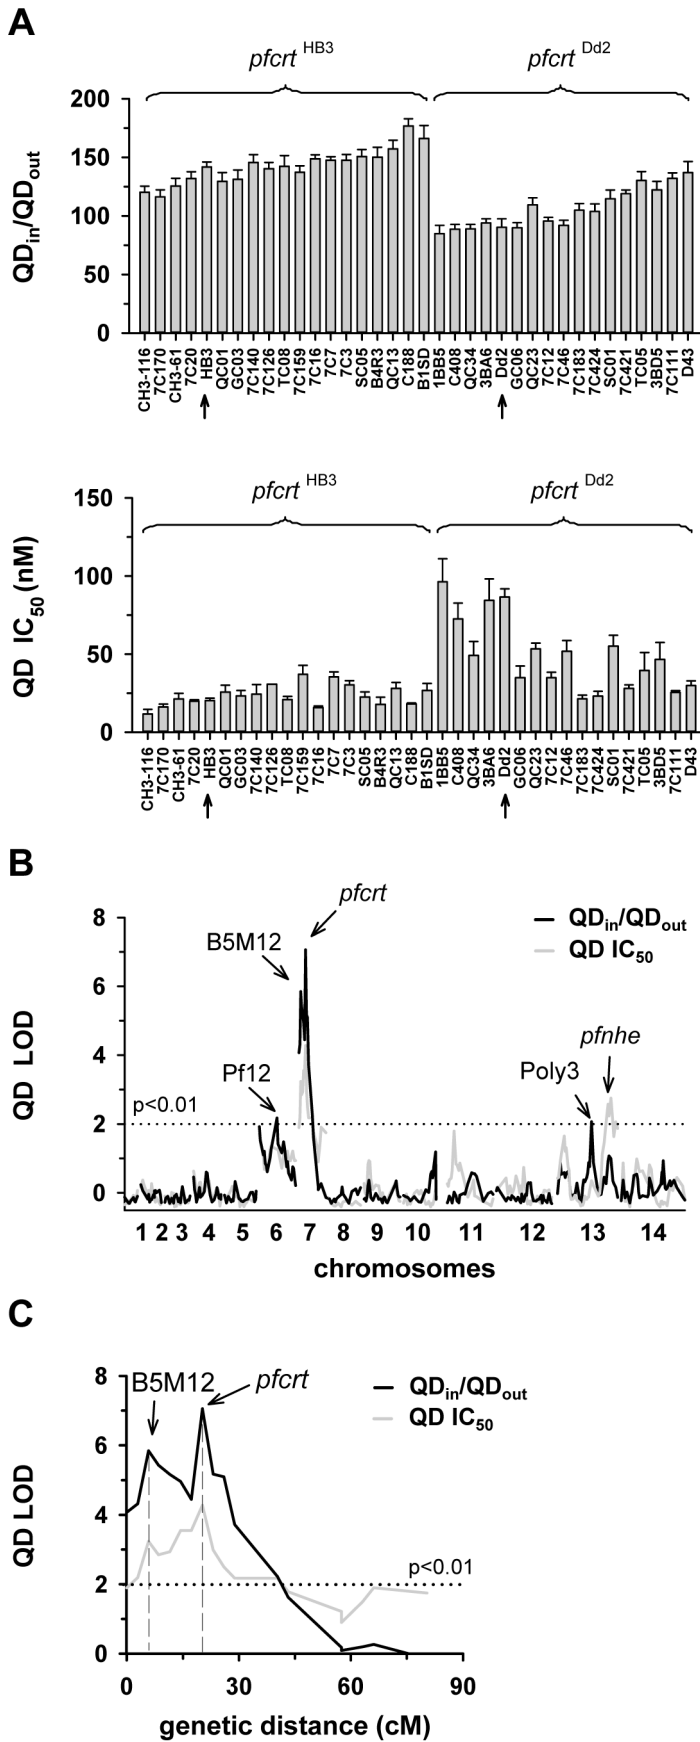 A
pfcrt HB3 pfcrt Dd2
200
150
100
50
0
QDin/QDout
CH3-116 7C170 CH3-61 7C20 HB3 QC01 GC03 7C140 7C126 TC08 7C159 7C16 7C7 7C3 SC05 B4R3 QC13 C188 B1SD 1BB5 C408 QC34 3BA6 Dd2 GC06 QC23 7C12 7C46 7C183 7C424 SC01 7C421 TC05 3BD5 7C111 D43
pfcrt HB3 pfcrt Dd2
150
100
50
0
QD IC50 (nM)
CH3-116 7C170 CH3-61 7C20 HB3 QC01 GC03 7C140 7C126 TC08 7C159 7C16 7C7 7C3 SC05 B4R3 QC13 C188 B1SD 1BB5 C408 QC34 3BA6 Dd2 GC06 QC23 7C12 7C46 7C183 7C424 SC01 7C421 TC05 3BD5 7C111 D43
B
pfcrt
B5M12
QDin/QDout
QD IC50
pfnhe
Poly3
Pf12
p<0.01
8
6
4
2
0
QD LOD
1 2 3 4 5 6 7 8 9 10 11 12 13 14
chromosomes
C
B5M12
pfcrt
QDin/QDout
QD IC50
p<0.01
8
6
4
2
0
QD LOD
0 30 60 90
genetic distance (cM)